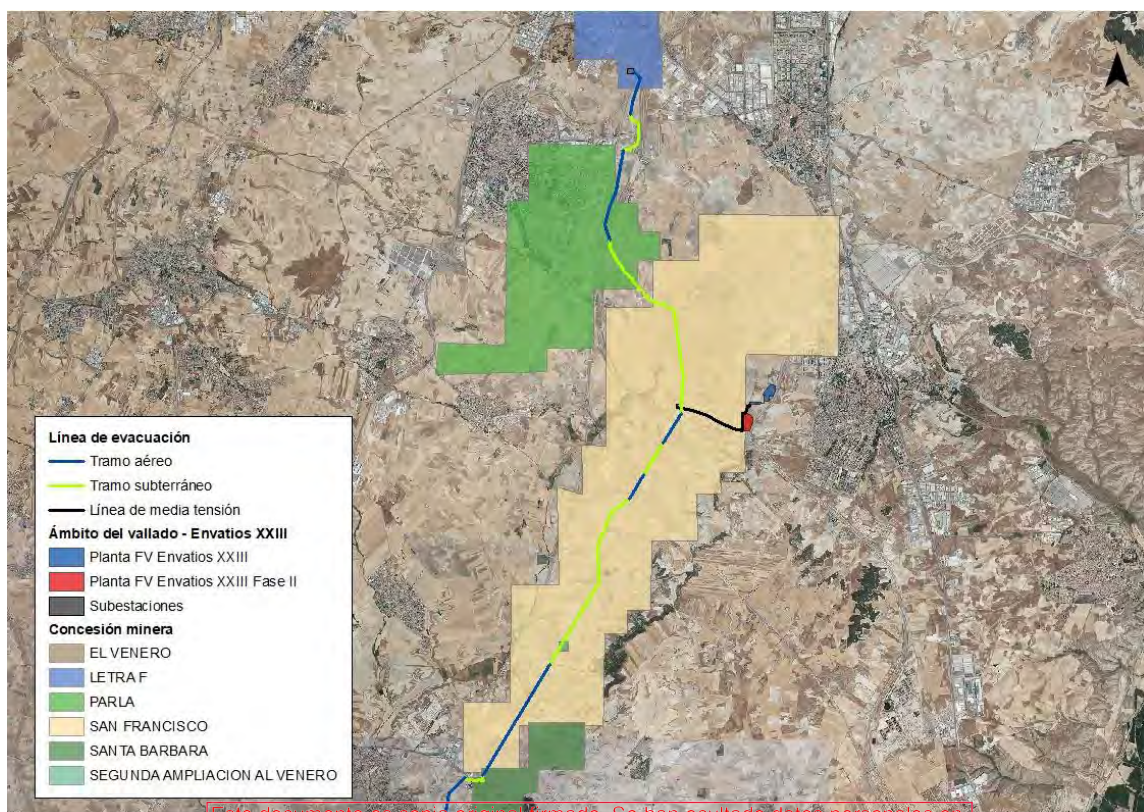 Línea de evacuación
Tramo aéreo
Tramo subterráneo
Línea de media tensión
Ámbito del vallado - Envatios XXIII
Planta FV Envatios XXIII
Planta FV Envatios XXIII Fase II
Subestaciones
Concesión minera
EL VENERO
LETRA F
PARLA
SAN FRANCISCO
SANTA BARBARA
SEGUNDA AMPLIACION AL VENERO